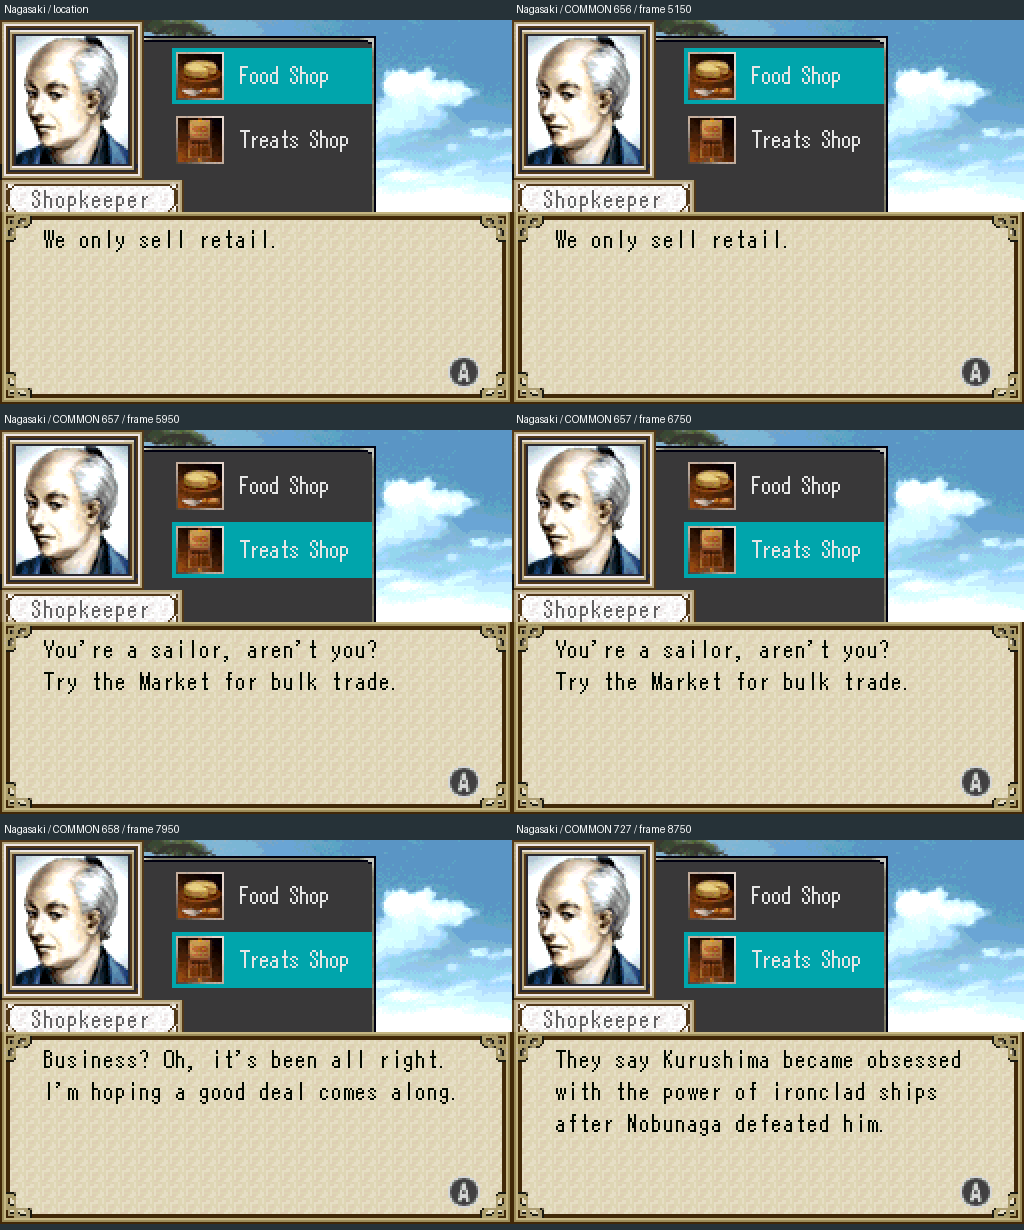 Nagasaki / location
Food Shop
Treats Shop
Shopkeeper
We only sell retail.
A
Nagasaki / COMMON 656 / frame 5150
Food Shop
Treats Shop
Shopkeeper
We only sell retail.
A
Nagasaki / COMMON 657 / frame 5950
Food Shop
Treats Shop
Shopkeeper
You're a sailor, aren't you?
Try the Market for bulk trade.
A
Nagasaki / COMMON 657 / frame 6750
Food Shop
Treats Shop
Shopkeeper
You're a sailor, aren't you?
Try the Market for bulk trade.
A
Nagasaki / COMMON 658 / frame 7950
Food Shop
Treats Shop
Shopkeeper
Business? Oh, it's been all right.
I'm hoping a good deal comes along.
A
Nagasaki / COMMON 727 / frame 8750
Food Shop
Treats Shop
Shopkeeper
They say Kurushima became obsessed
with the power of ironclad ships
after Nobunaga defeated him.
A